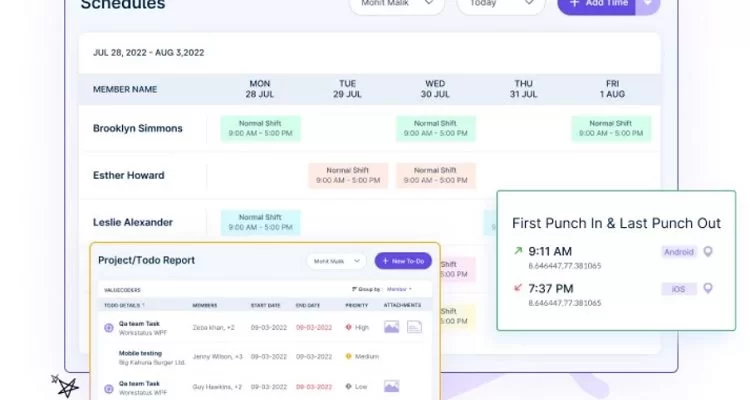 Schedules
Mohit Malik
Today
+ Add Time
JUL 28, 2022 - AUG 3,2022
MEMBER NAME
MON
28 JUL
TUE
29 JUL
WED
30 JUL
THU
31 JUL
FRI
1 AUG
Brooklyn Simmons
Normal Shift
9:00 AM - 5:00 PM
Normal Shift
9:00 AM - 5:00 PM
Normal Shift
9:00 AM - 5:00 PM
Esther Howard
Normal Shift
9:00 AM - 5:00 PM
Normal Shift
9:00 AM - 5:00 PM
Leslie Alexander
Normal Shift
9:00 AM - 5:00 PM
Shift
5:00 PM
Shift
5:00 PM
First Punch In & Last Punch Out
9:11 AM
Android
8.646447,77.381065
7:37 PM
iOS
8.646447,77.381065
Project/Todo Report
Mohit Malik
+ New To-Do
VALUECODERS
Group by : Member
TODO DETAILS ↑
MEMBERS
START DATE
END DATE
PRIORITY
ATTACHMENTS
Qa team Task
Workstatus WPF
Zeba khan, +2
09-03-2022
09-03-2022
High
Mobile testing
Big Kahuna Burger Ltd.
Jenny Wilson, +3
09-03-2022
09-03-2022
Medium
Qa team Task
Workstatus WPF
Guy Hawkins, +2
09-03-2022
09-03-2022
Low